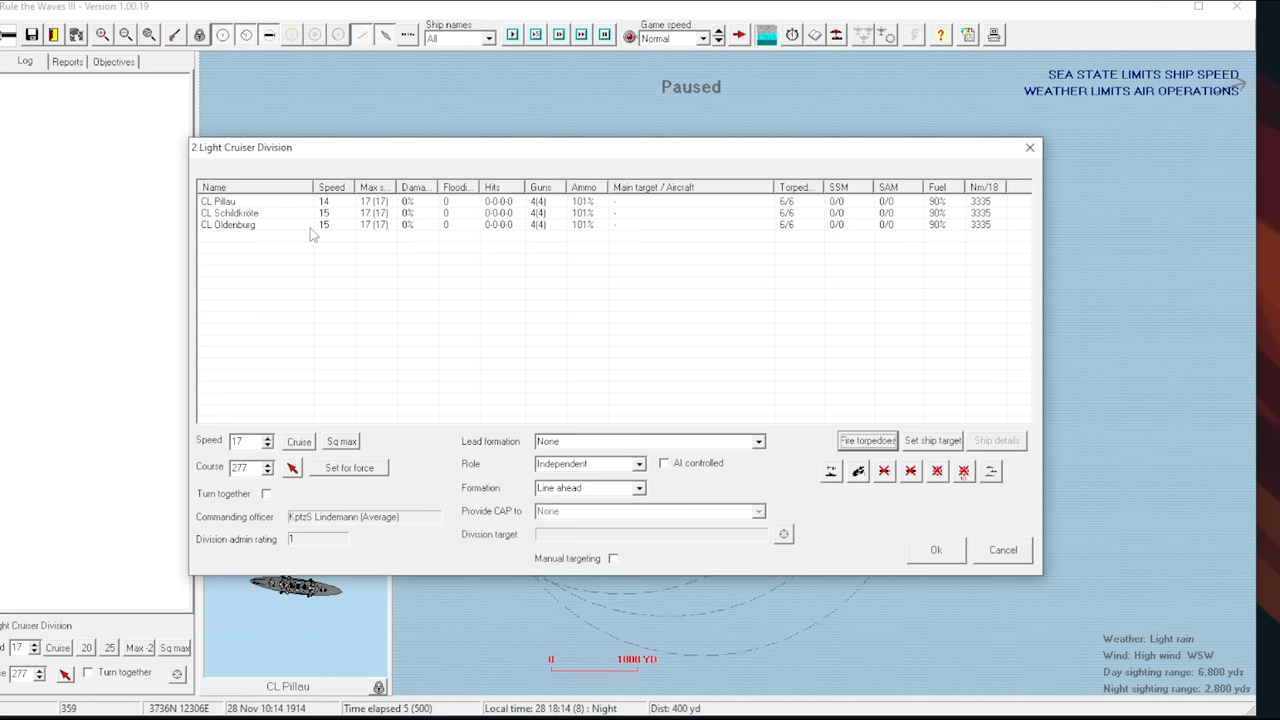 Rule the Waves III - Version 1.00.19
Ship names
Game speed
All
Normal
?
Log Reports Objectives
Paused
SEA STATE LIMITS SHIP SPEED
WEATHER LIMITS AIR OPERATIONS
2 Light Cruiser Division
Name Speed Max s... Dama... Floodi... Hits Guns Ammo Main target / Aircraft Torped... SSM SAM Fuel Nm/18
CL Pillau 14 17 (17) 0% 0 0-0-0-0 4(4) 101% - 6/6 0/0 0/0 90% 3335
CL Schildkröte 15 17 (17) 0% 0 0-0-0-0 4(4) 101% - 6/6 0/0 0/0 90% 3335
CL Oldenburg 15 17 (17) 0% 0 0-0-0-0 4(4) 101% - 6/6 0/0 0/0 90% 3335
Speed 17 Cruise Sq max Lead formation None Fire torpedoes Set ship target Ship details
Course 277 Set for force Role Independent AI controlled
Turn together Formation Line ahead
Commanding officer KptzS Lindemann (Average) Provide CAP to None
Division admin rating 1 Division target
Manual targeting Ok Cancel
ght Cruiser Division
d 17 Cruise 20 25 Max -2 Sq max
e 277 Turn together
CL Pillau
0 1000 YD
Weather: Light rain
Wind: High wind WSW
Day sighting range: 6,800 yds
Night sighting range: 2,800 yds
359 3736N 12306E 28 Nov 10:14 1914 Time elapsed 5 (500) Local time: 28 18:14 (8) : Night Dist: 400 yd